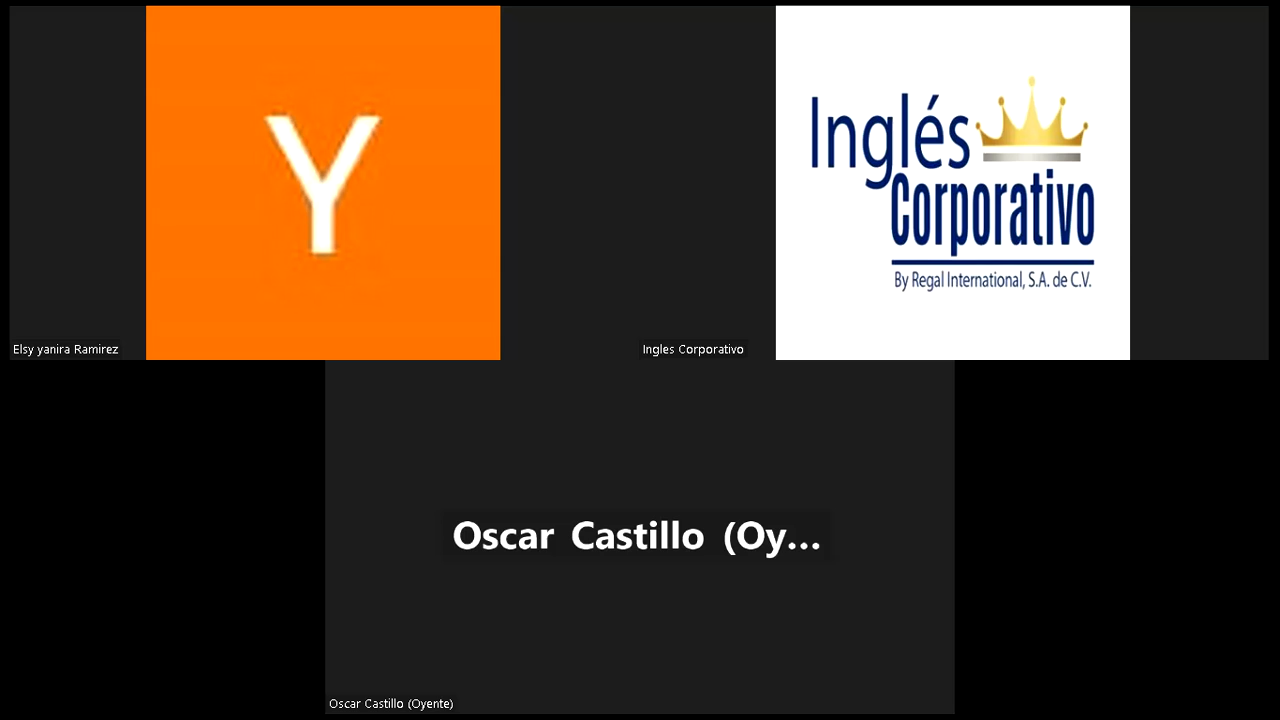 Y
Inglés
Corporativo
By Regal International, S.A. de C.V.
Elsy yanira Ramirez
Ingles Corporativo
Oscar Castillo (Oy...
Oscar Castillo (Oyente)